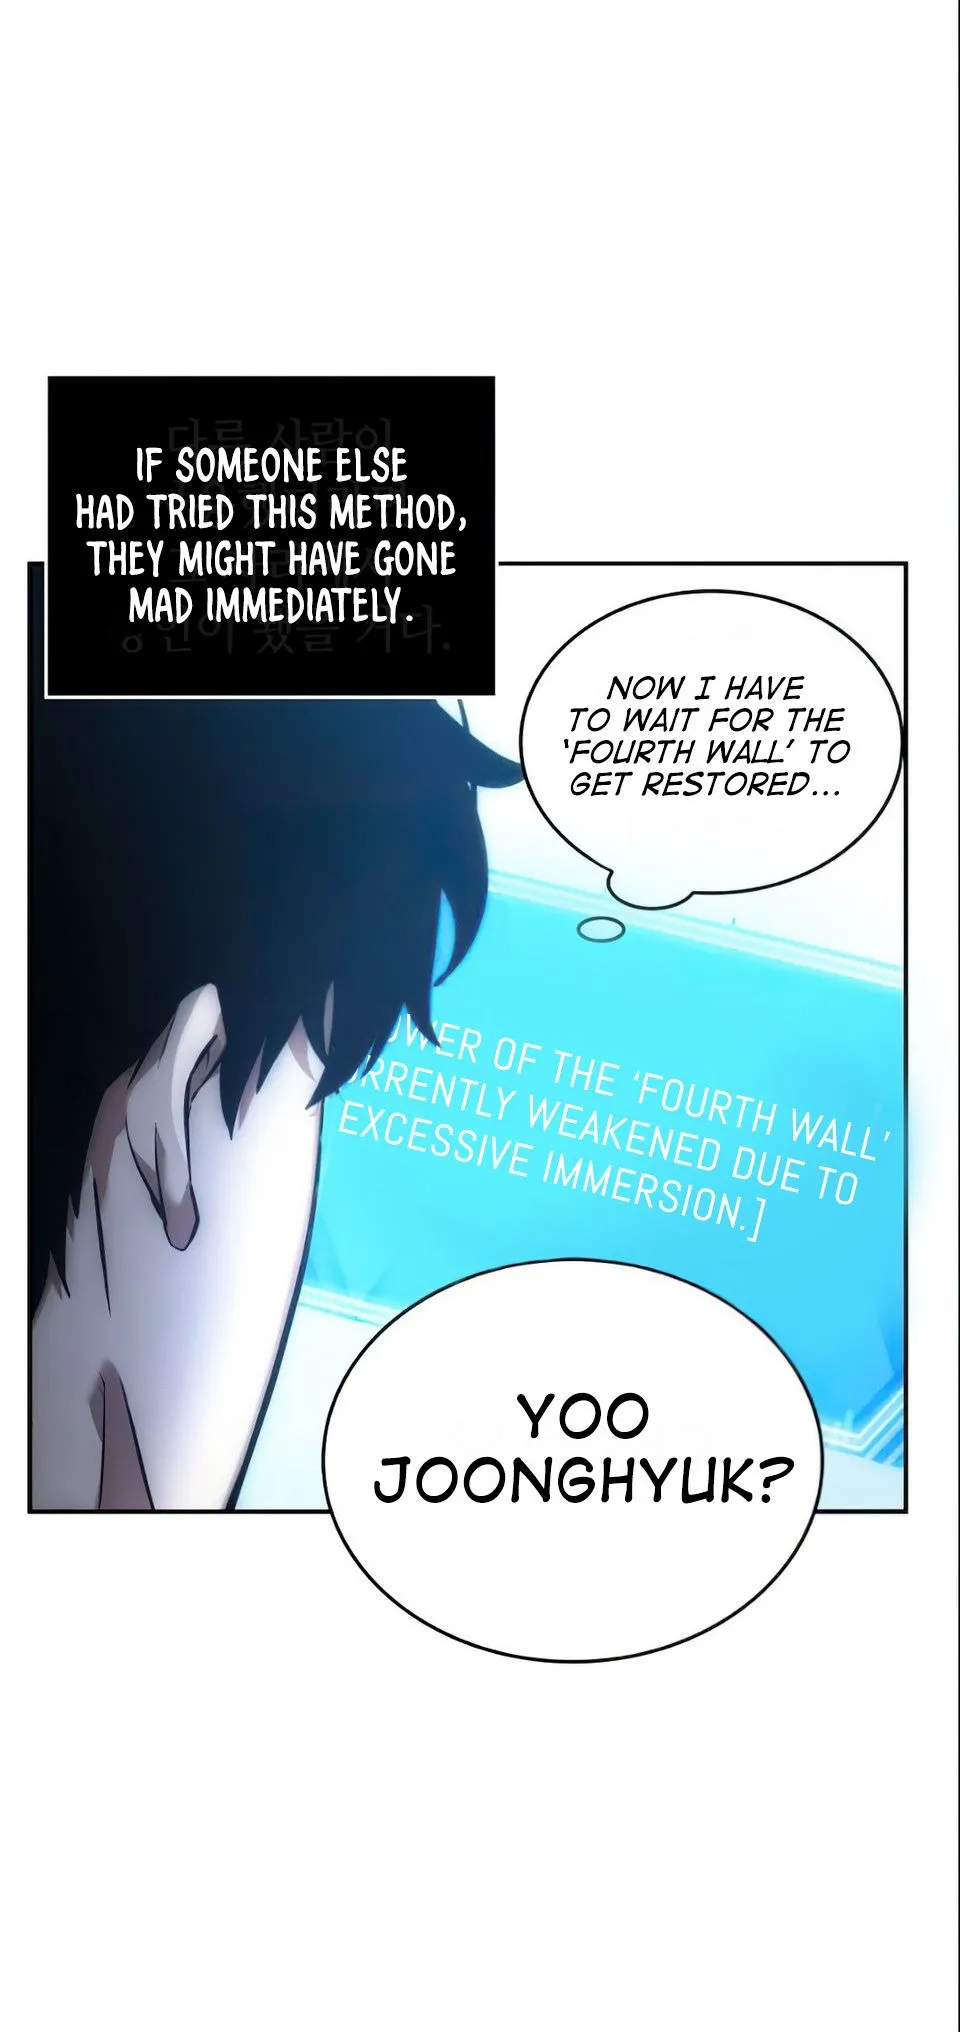 IF SOMEONE ELSE
HAD TRIED THIS METHOD,
THEY MIGHT HAVE GONE
MAD IMMEDIATELY.
NOW I HAVE
TO WAIT FOR THE
'FOURTH WALL' TO
GET RESTORED...
OF THE 'FOURTH WALL'
WEAKENED DUE TO
EXCESSIVE IMMERSION.]
YOO
JOONGHYUK?